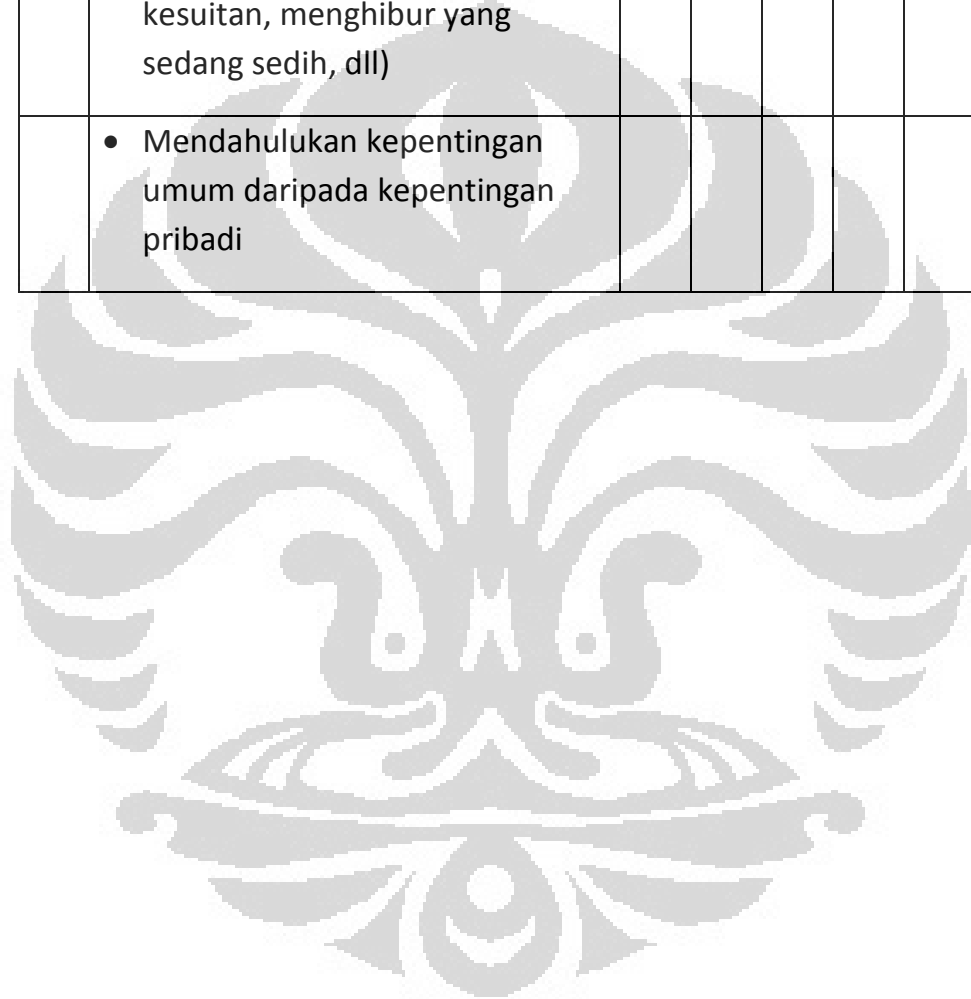 kesuitan, menghibur yang
sedang sedih, dll)
• Mendahulukan kepentingan
umum daripada kepentingan
pribadi